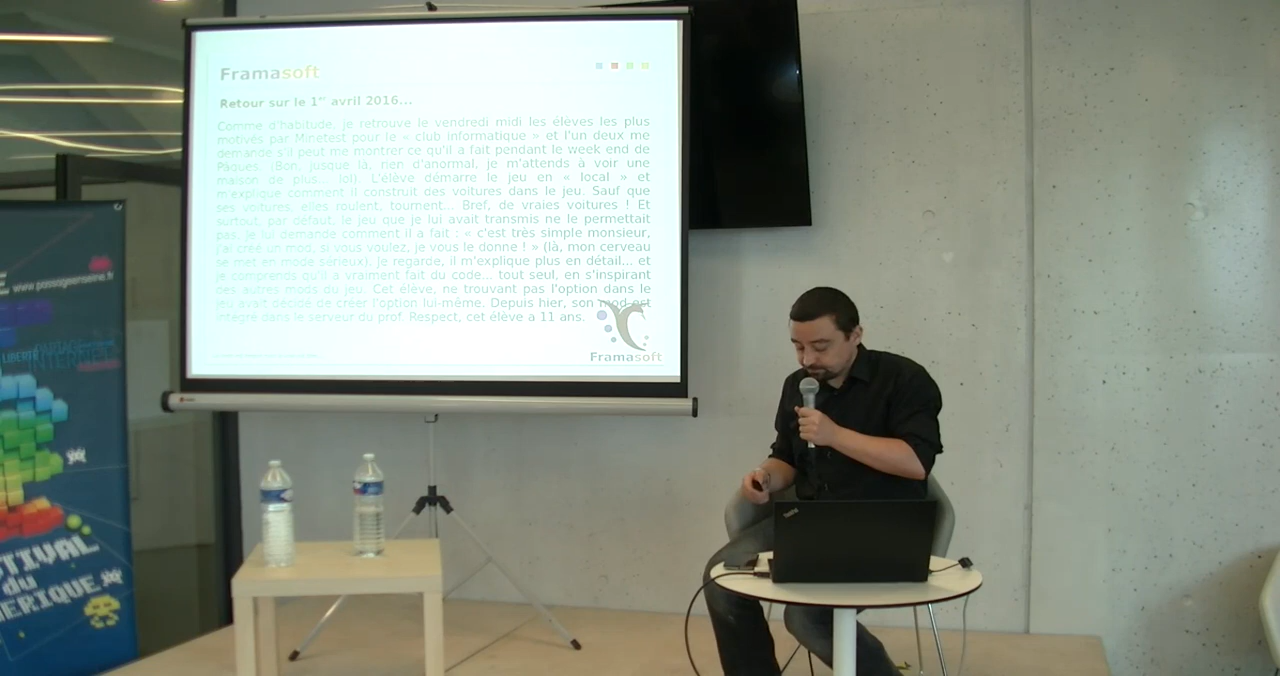 Framasoft
Retour sur le 1er avril 2016...
Comme d'habitude, je retrouve le vendredi midi les élèves les plus
motivés par Minetest pour le « club informatique » et l'un deux me
demande s'il peut me montrer ce qu'il a fait pendant le week end de
Pâques. (Bon, jusque là, rien d'anormal, je m'attends à voir une
maison de plus... lol). L'élève démarre le jeu en « local » et
m'explique comment il construit des voitures dans le jeu. Sauf que
ses voitures, elles roulent, tournent... Bref, de vraies voitures ! Et
surtout, par défaut, le jeu que je lui avait transmis ne le permettait
pas. Je lui demande comment il a fait : « c'est très simple monsieur,
j'ai créé un mod, si vous voulez, je vous le donne ! » (là, mon cerveau
se met en mode sérieux). Je regarde, il m'explique plus en détail... et
je comprends qu'il a vraiment fait du code... tout seul, en s'inspirant
des autres mods du jeu. Cet élève, ne trouvant pas l'option dans le
jeu avait décidé de créer l'option lui-même. Depuis hier, son mod est
intégré dans le serveur du prof. Respect, cet élève a 11 ans.
Framasoft
E www.passageenseine.fr
PARTAGE
LIBERTÉ
INTERNET
TIVAL
du
MERIQUE